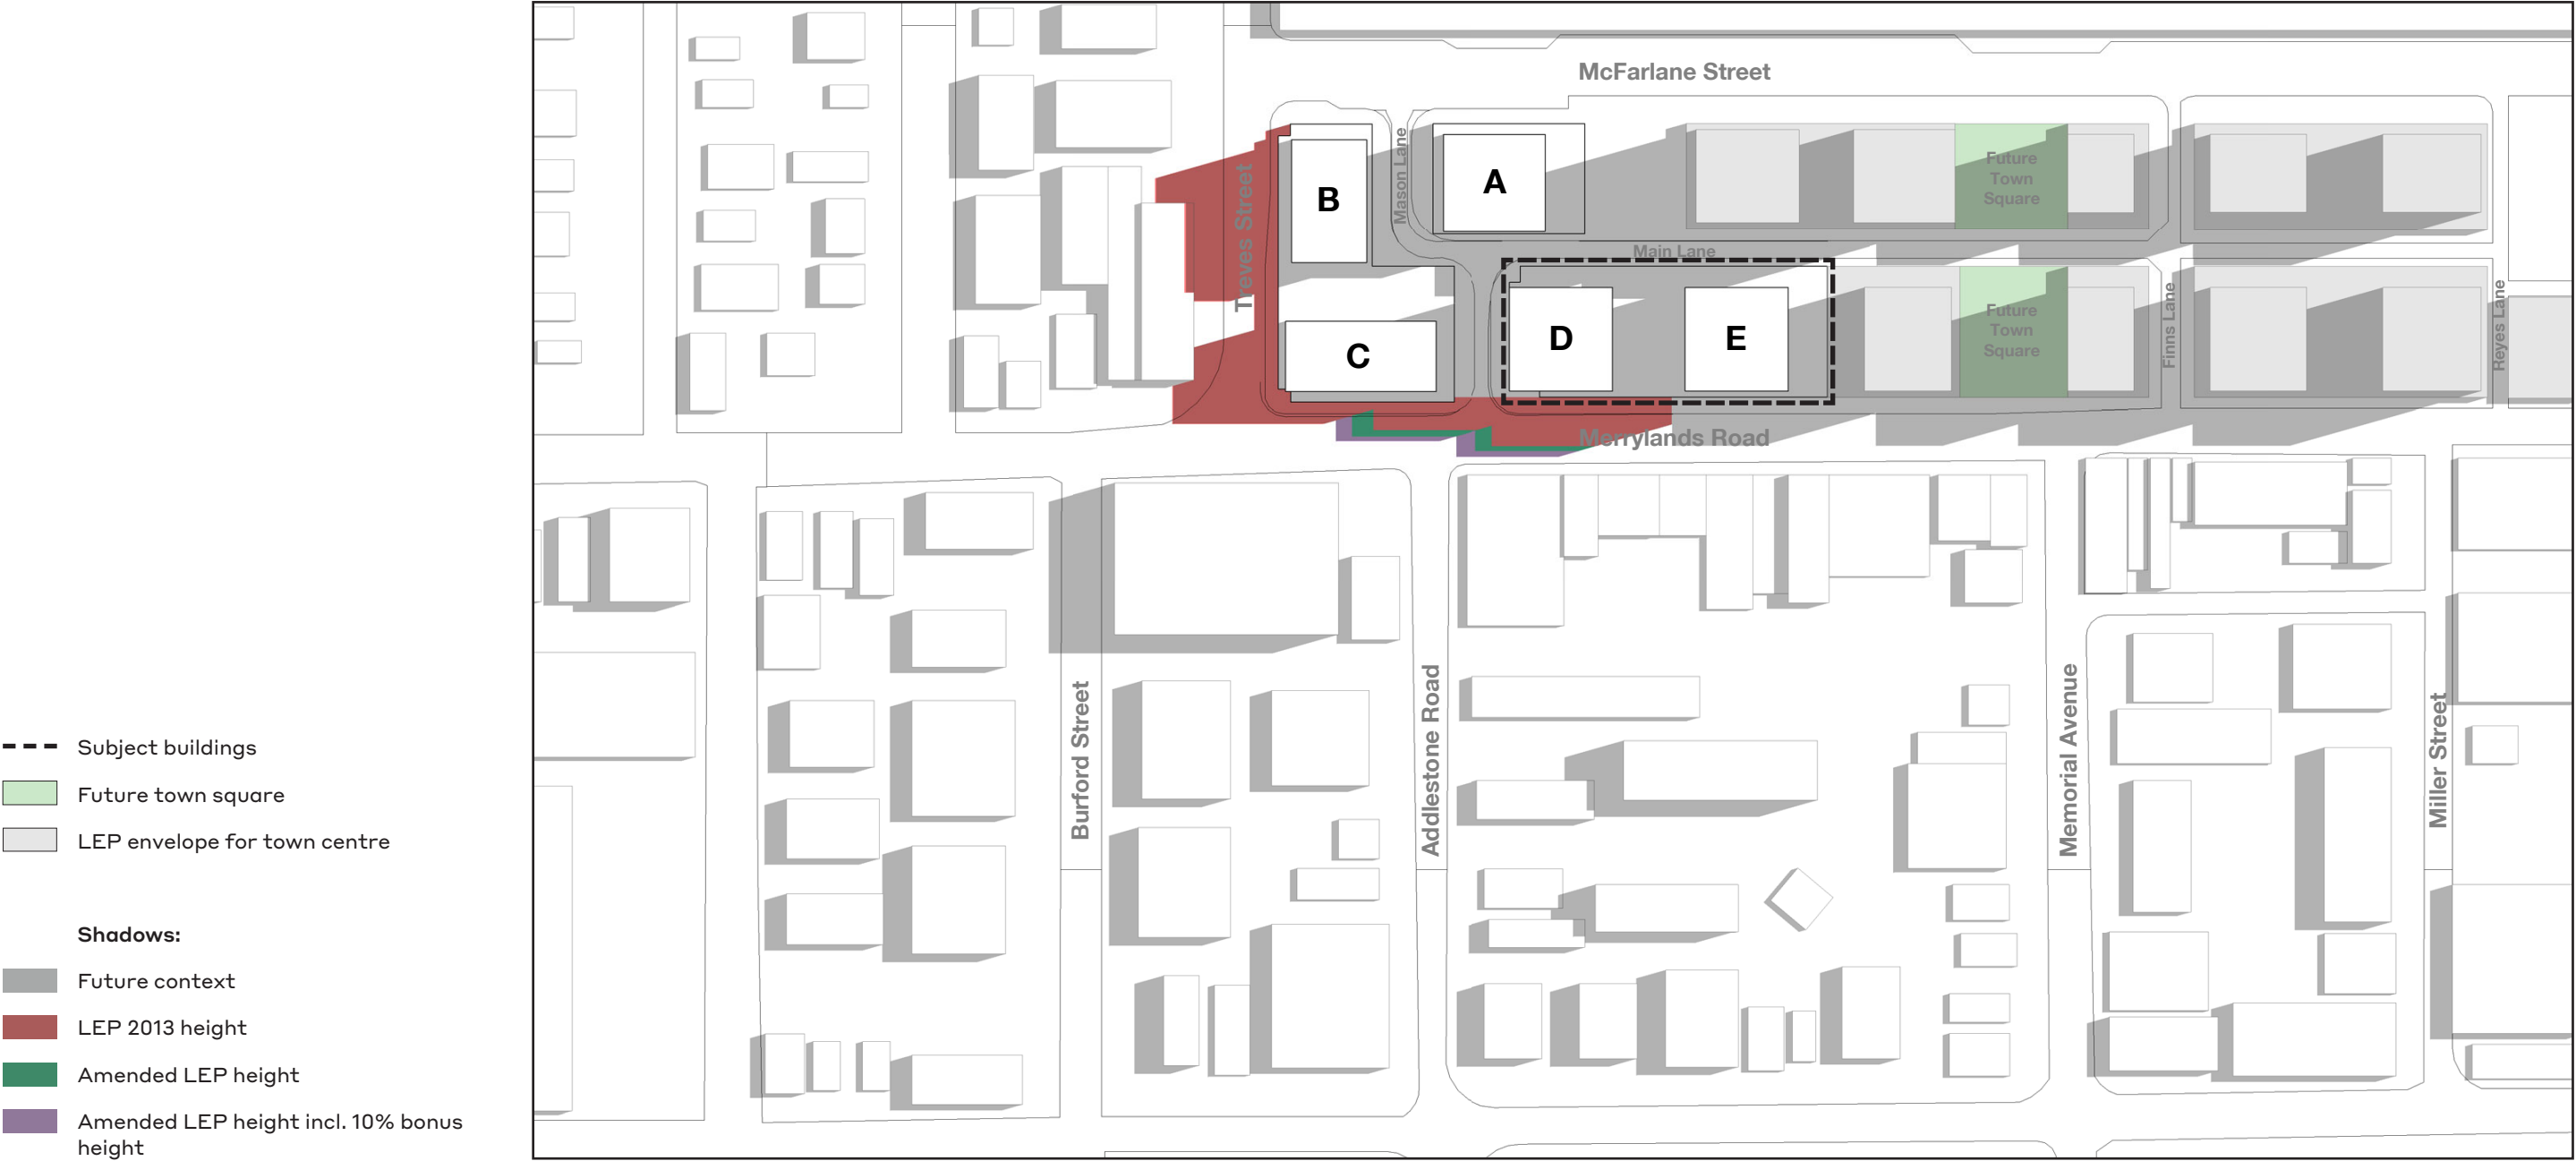 McFarlane Street
Treves Street
B
Mason Lane
A
Future
Town
Square
Main Lane
C
D
E
Future
Town
Square
Finns Lane
Reyes Lane
Merrylands Road
Burford Street
Addlestone Road
Memorial Avenue
Miller Street
Subject buildings
Future town square
LEP envelope for town centre
Shadows:
Future context
LEP 2013 height
Amended LEP height
Amended LEP height incl. 10% bonus
height